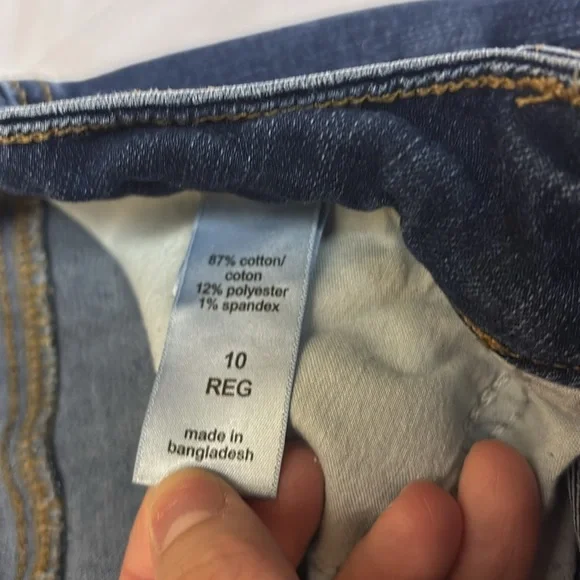 87% cotton/
coton
12% polyester
1% spandex
10
REG
made in
bangladesh